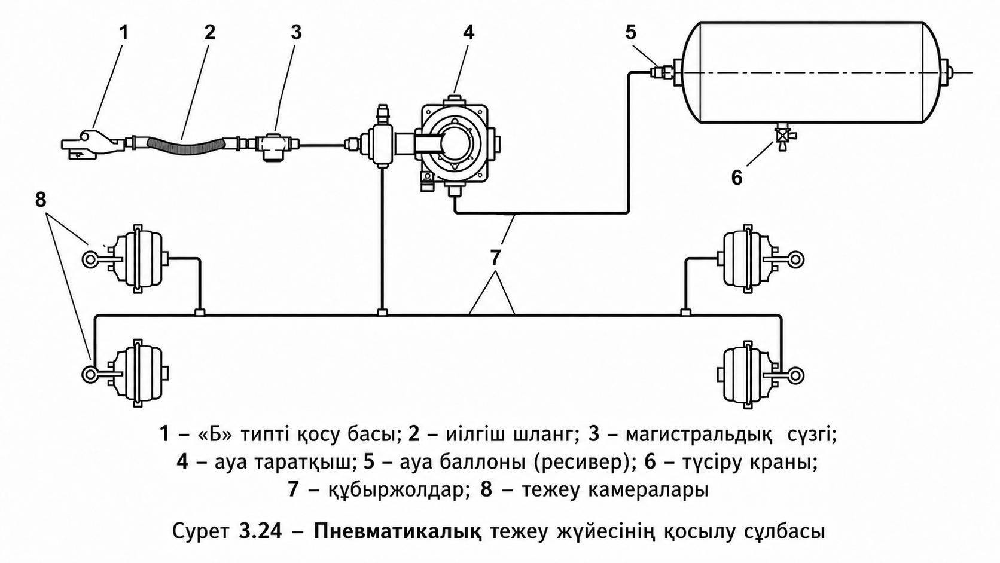 1 2 3 4 5
6
8
7
1 – «Б» типті қосу басы; 2 – иілгіш шланг; 3 – магистральдық сүзгі;
4 – ауа таратқыш; 5 – ауа баллоны (ресивер); 6 – түсіру краны;
7 – құбыржолдар; 8 – тежеу камералары
Сурет 3.24 – Пневматикалық тежеу жүйесінің қосылу сұлбасы